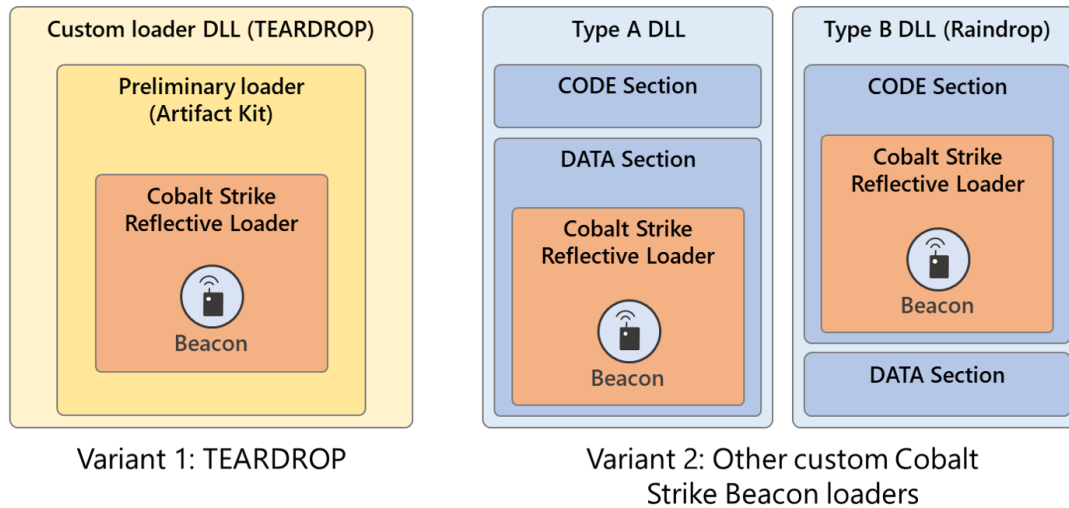 Custom loader DLL (TEARDROP)
Preliminary loader
(Artifact Kit)
Cobalt Strike
Reflective Loader
Beacon
Variant 1: TEARDROP
Type A DLL
CODE Section
DATA Section
Cobalt Strike
Reflective Loader
Beacon
Type B DLL (Raindrop)
CODE Section
Cobalt Strike
Reflective Loader
Beacon
DATA Section
Variant 2: Other custom Cobalt
Strike Beacon loaders